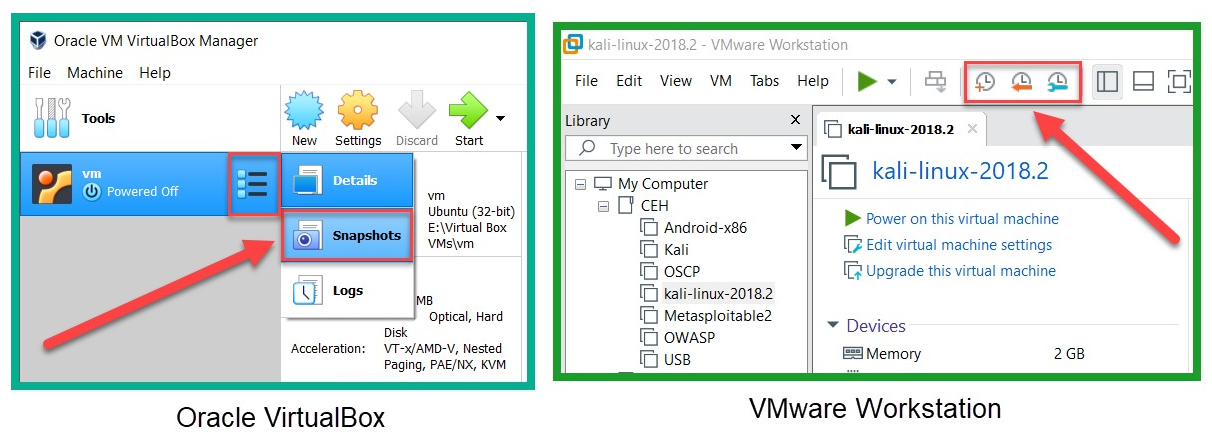 Oracle VM VirtualBox Manager
File Machine Help
Tools
New Settings Discard Start
vm
Powered Off
Details
Snapshots
Logs
vm
Ubuntu (32-bit)
E:\Virtual Box
VMs\vm
MB
Optical, Hard
Disk
Acceleration: VT-x/AMD-V, Nested
Paging, PAE/NX, KVM
Oracle VirtualBox
kali-linux-2018.2 - VMware Workstation
File Edit View VM Tabs Help
Library
Type here to search
My Computer
CEH
Android-x86
Kali
OSCP
kali-linux-2018.2
Metasploitable2
OWASP
USB
kali-linux-2018.2
kali-linux-2018.2
Power on this virtual machine
Edit virtual machine settings
Upgrade this virtual machine
Devices
Memory 2 GB
VMware Workstation